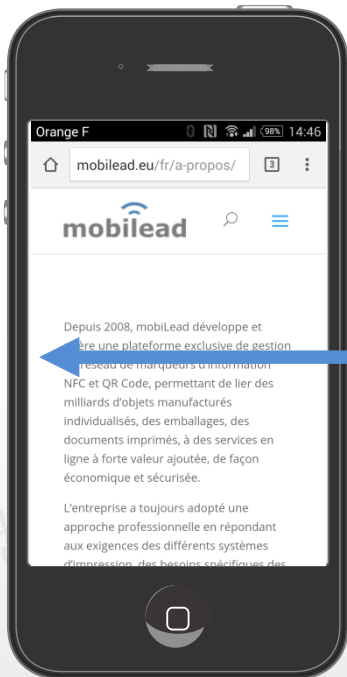 Orange F 98% 14:46
mobilead.eu/fr/a-propos/ 3
mobilead
Depuis 2008, mobiLead développe et
une plateforme exclusive de gestion
réseau de marqueurs d'information
NFC et QR Code, permettant de lier des
milliards d'objets manufacturés
individualisés, des emballages, des
documents imprimés, à des services en
ligne à forte valeur ajoutée, de façon
économique et sécurisée.
L'entreprise a toujours adopté une
approche professionnelle en répondant
aux exigences des différents systèmes
d'impression, des besoins spécifiques des